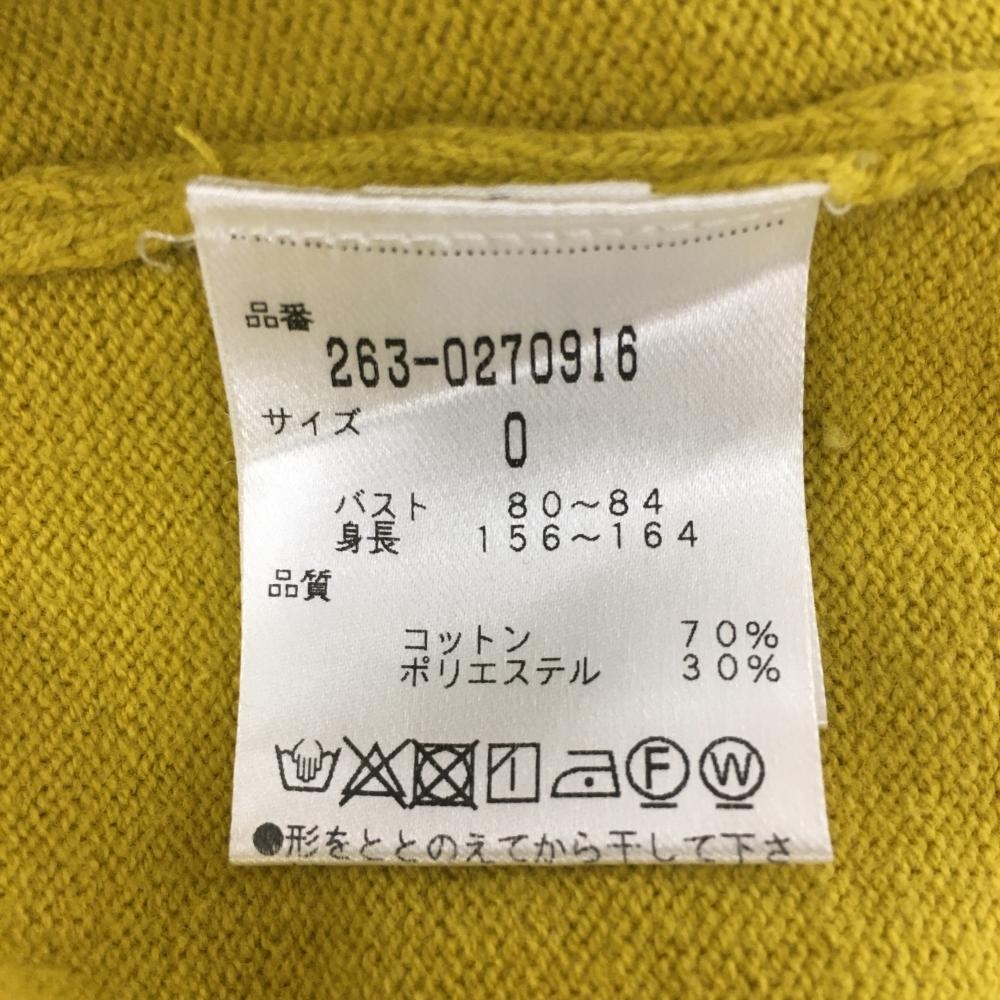 品番
263-0270916
サイズ
0
バスト 80~84
身長 156~164
品質
コットン 70%
ポリエステル 30%
F W
●形をととのえてから干して下さ